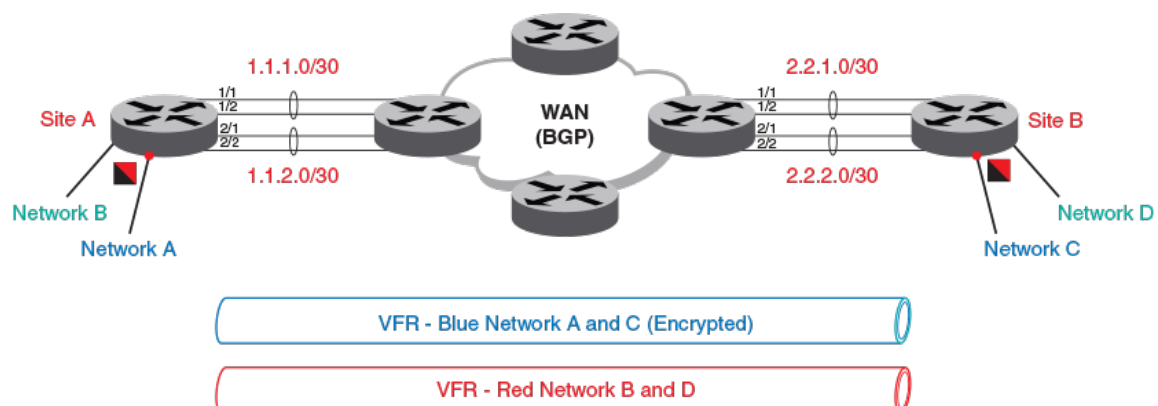 1.1.1.0/30
2.2.1.0/30
1/1
1/2
2/1
2/2
Site A
WAN
(BGP)
1/1
1/2
2/1
2/2
Site B
1.1.2.0/30
2.2.2.0/30
Network B
Network A
Network D
Network C
VFR - Blue Network A and C (Encrypted)
VFR - Red Network B and D